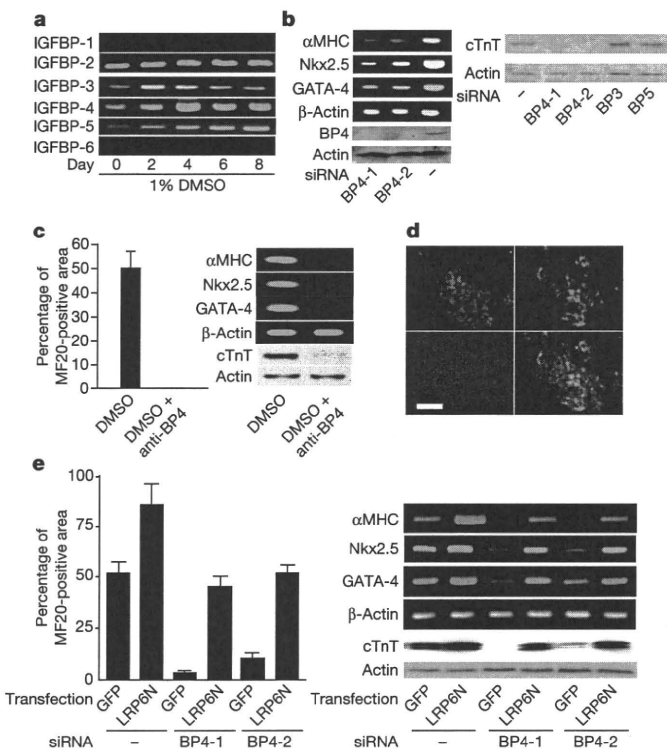 a
IGFBP-1
IGFBP-2
IGFBP-3
IGFBP-4
IGFBP-5
IGFBP-6
Day 0 2 4 6 8
1% DMSO
b
αMHC
Nkx2.5
GATA-4
β-Actin
BP4
Actin
siRNA BP4-1 BP4-2 –
cTnT
Actin
siRNA – BP4-1 BP4-2 BP3 BP5
c
Percentage of
MF20-positive area
60
50
40
30
20
10
0
DMSO
DMSO +
anti-BP4
αMHC
Nkx2.5
GATA-4
β-Actin
cTnT
Actin
DMSO
DMSO +
anti-BP4
d
e
Percentage of
MF20-positive area
100
75
50
25
0
Transfection GFP LRP6N GFP LRP6N GFP LRP6N
siRNA – BP4-1 BP4-2
αMHC
Nkx2.5
GATA-4
β-Actin
cTnT
Actin
Transfection GFP LRP6N GFP LRP6N GFP LRP6N
siRNA – BP4-1 BP4-2